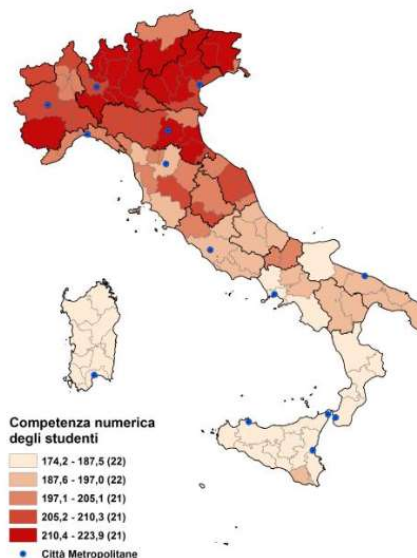 Competenza numerica
degli studenti
174,2 - 187,5 (22)
187,6 - 197,0 (22)
197,1 - 205,1 (21)
205,2 - 210,3 (21)
210,4 - 223,9 (21)
Città Metropolitane